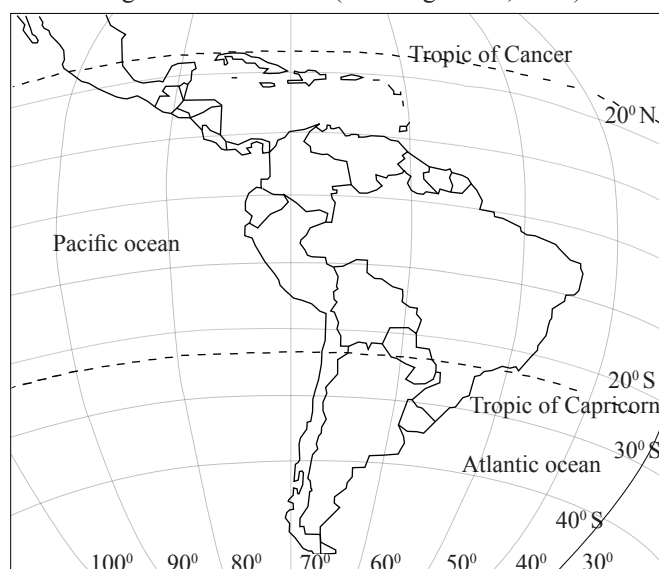 Tropic of Cancer
20⁰ N
Pacific ocean
20⁰ S
Tropic of Capricorn
30⁰ S
Atlantic ocean
40⁰ S
100⁰ 90⁰ 80⁰ 70⁰ 60⁰ 50⁰ 40⁰ 30⁰